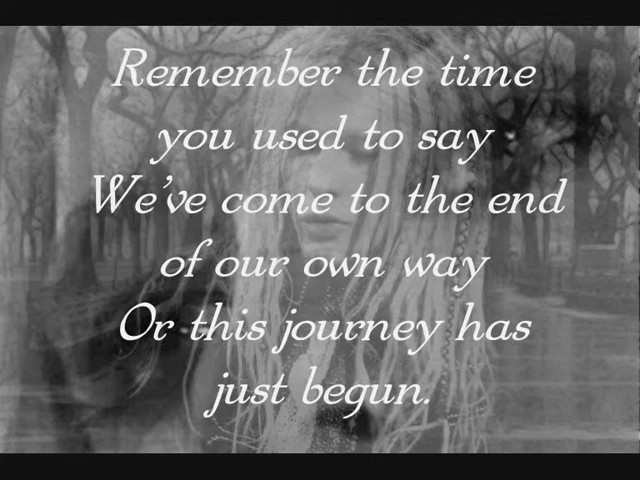 Remember the time
you used to say
We've come to the end
of our own way
Or this journey has
just begun.